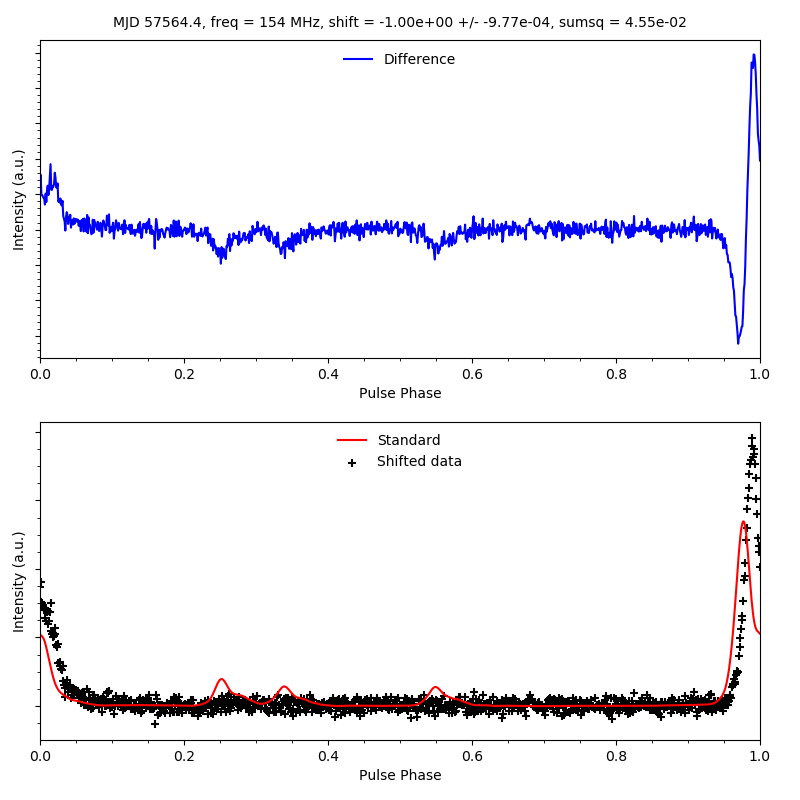 MJD 57564.4, freq = 154 MHz, shift = -1.00e+00 +/- -9.77e-04, sumsq = 4.55e-02
Difference
Intensity (a.u.)
0.0 0.2 0.4 0.6 0.8 1.0
Pulse Phase
Standard
Shifted data
Intensity (a.u.)
0.0 0.2 0.4 0.6 0.8 1.0
Pulse Phase